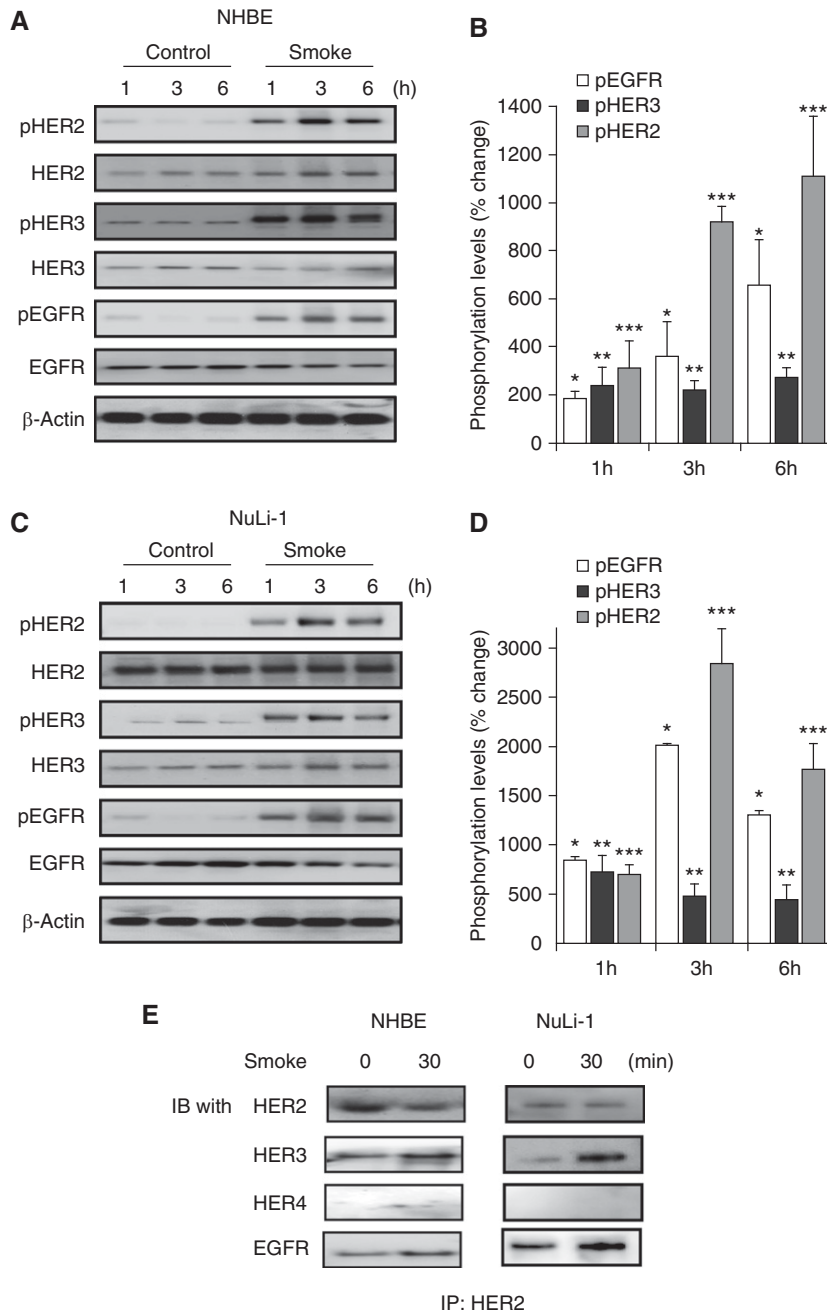 A
NHBE
Control Smoke
1 3 6 1 3 6 (h)
pHER2
HER2
pHER3
HER3
pEGFR
EGFR
β-Actin
B
pEGFR
pHER3
pHER2
Phosphorylation levels (% change)
1400
1200
1000
800
600
400
200
0
* ** ***
* ** ***
* ** ***
1h 3h 6h
C
NuLi-1
Control Smoke
1 3 6 1 3 6 (h)
pHER2
HER2
pHER3
HER3
pEGFR
EGFR
β-Actin
D
pEGFR
pHER3
pHER2
Phosphorylation levels (% change)
3000
2500
2000
1500
1000
500
0
* ** ***
* ** ***
* ** ***
1h 3h 6h
E
NHBE NuLi-1
Smoke 0 30 0 30 (min)
IB with HER2
HER3
HER4
EGFR
IP: HER2